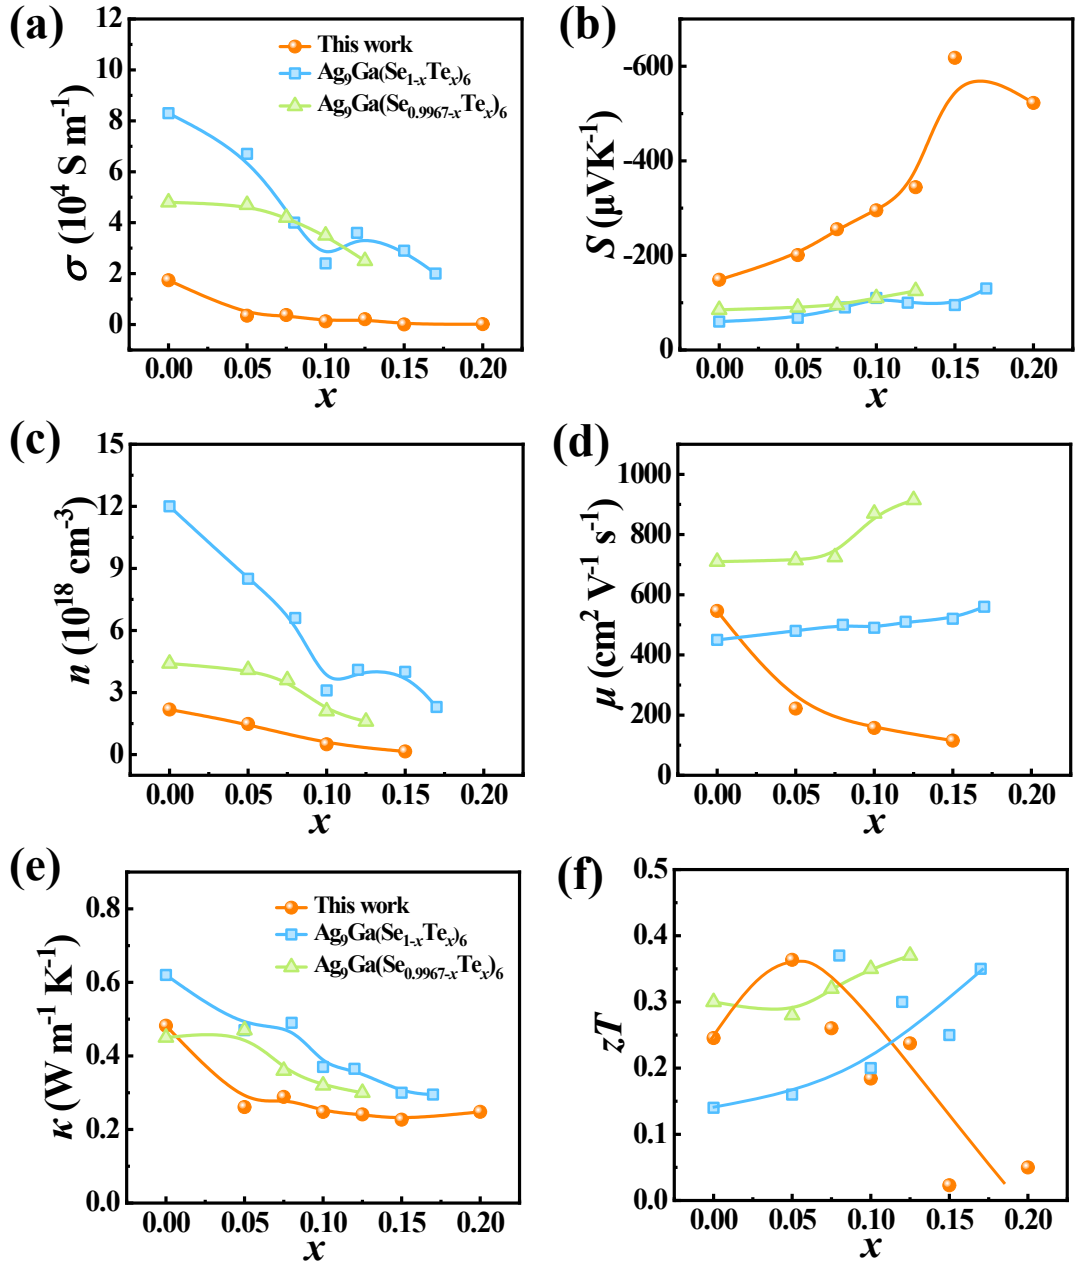 (a)
12
10
8
6
4
2
0
σ (10⁴ S m⁻¹)
This work
Ag₉Ga(Se₁₋ₓTeₓ)₆
Ag₉Ga(Se₀.₉₉₆₇₋ₓTeₓ)₆
0.00 0.05 0.10 0.15 0.20
x
(b)
-600
-400
-200
0
S (μVK⁻¹)
0.00 0.05 0.10 0.15 0.20
x
(c)
15
12
9
6
3
0
n (10¹⁸ cm⁻³)
0.00 0.05 0.10 0.15 0.20
x
(d)
1000
800
600
400
200
0
μ (cm² V⁻¹ s⁻¹)
0.00 0.05 0.10 0.15 0.20
x
(e)
0.8
0.6
0.4
0.2
0.0
κ (W m⁻¹ K⁻¹)
This work
Ag₉Ga(Se₁₋ₓTeₓ)₆
Ag₉Ga(Se₀.₉₉₆₇₋ₓTeₓ)₆
0.00 0.05 0.10 0.15 0.20
x
(f)
0.5
0.4
0.3
0.2
0.1
0.0
zT
0.00 0.05 0.10 0.15 0.20
x